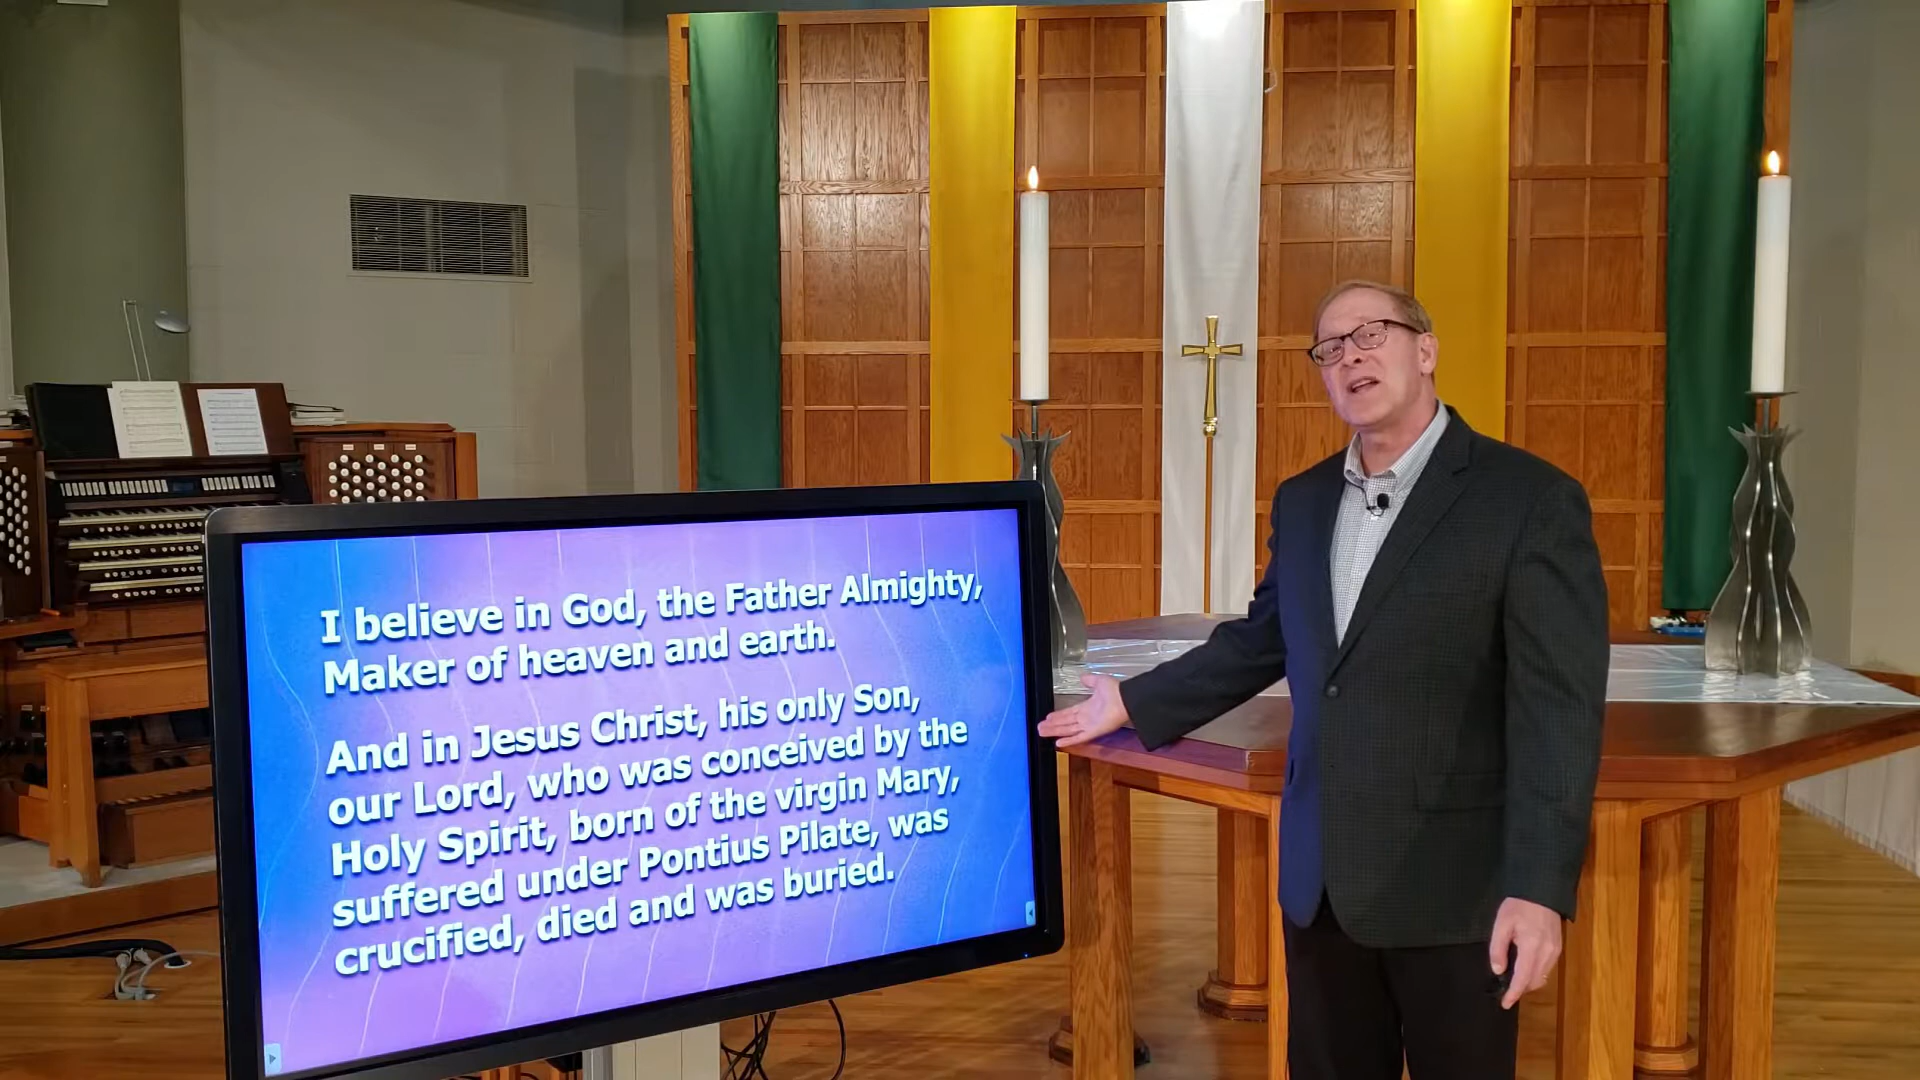 I believe in God, the Father Almighty,
Maker of heaven and earth.
And in Jesus Christ, his only Son,
our Lord, who was conceived by the
Holy Spirit, born of the virgin Mary,
suffered under Pontius Pilate, was
crucified, died and was buried.